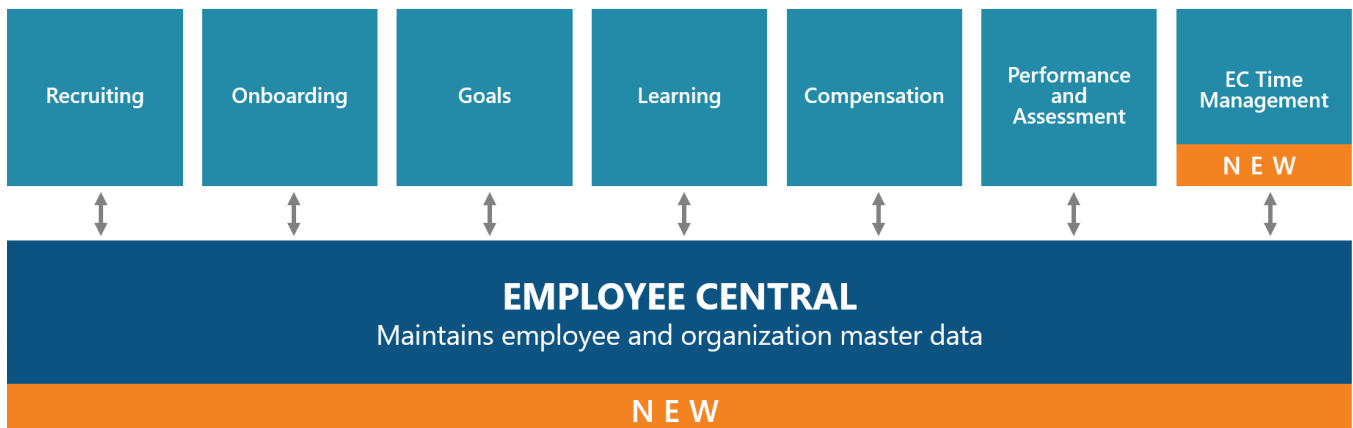 Recruiting
Onboarding
Goals
Learning
Compensation
Performance
and
Assessment
EC Time
Management
NEW
EMPLOYEE CENTRAL
Maintains employee and organization master data
NEW